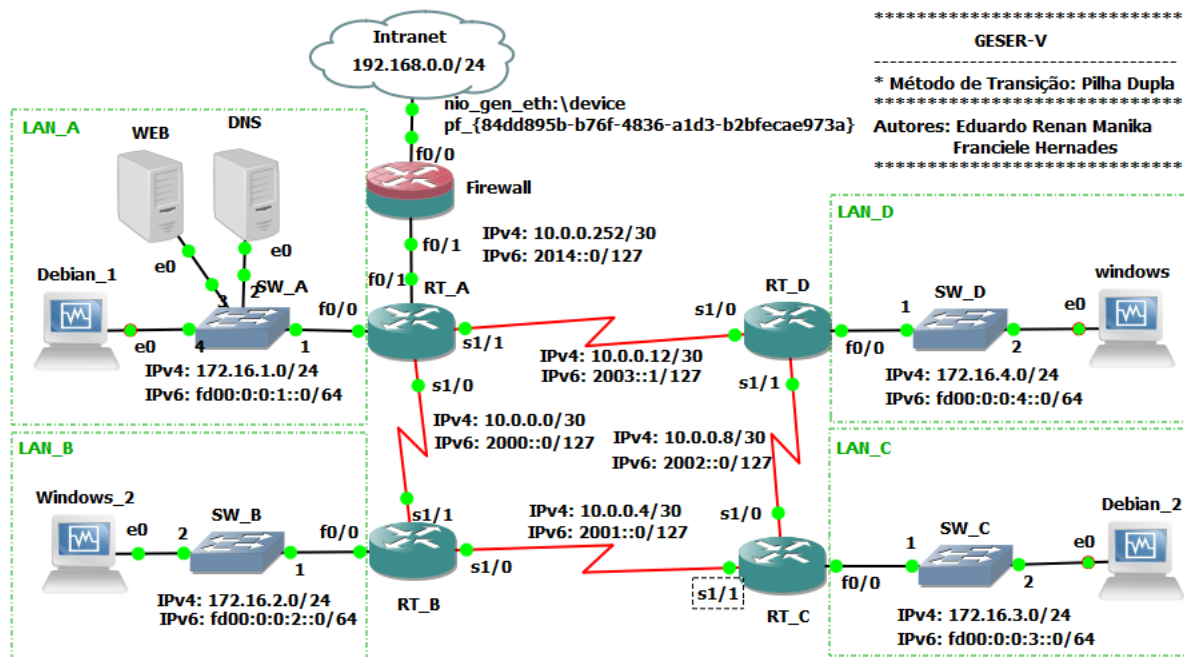 Intranet
192.168.0.0/24
nio_gen_eth:\device
pf_{84dd895b-b76f-4836-a1d3-b2bfecae973a}
****************************
GESER-V
----------------------------
* Método de Transição: Pilha Dupla
****************************
Autores: Eduardo Renan Manika
Franciele Hernades
****************************
LAN_A
WEB
DNS
e0
e0
Debian_1
e0
SW_A
3
2
4
1
f0/0
IPv4: 172.16.1.0/24
IPv6: fd00:0:0:1::0/64
f0/0
Firewall
f0/1
IPv4: 10.0.0.252/30
IPv6: 2014::0/127
f0/1
RT_A
s1/1
s1/0
IPv4: 10.0.0.12/30
IPv6: 2003::1/127
RT_D
s1/0
s1/1
f0/0
LAN_D
SW_D
1
2
windows
e0
IPv4: 172.16.4.0/24
IPv6: fd00:0:0:4::0/64
IPv4: 10.0.0.0/30
IPv6: 2000::0/127
IPv4: 10.0.0.8/30
IPv6: 2002::0/127
LAN_B
Windows_2
e0
2
SW_B
1
f0/0
IPv4: 172.16.2.0/24
IPv6: fd00:0:0:2::0/64
s1/1
s1/0
RT_B
IPv4: 10.0.0.4/30
IPv6: 2001::0/127
s1/0
s1/1
RT_C
f0/0
LAN_C
1
SW_C
2
Debian_2
e0
IPv4: 172.16.3.0/24
IPv6: fd00:0:0:3::0/64